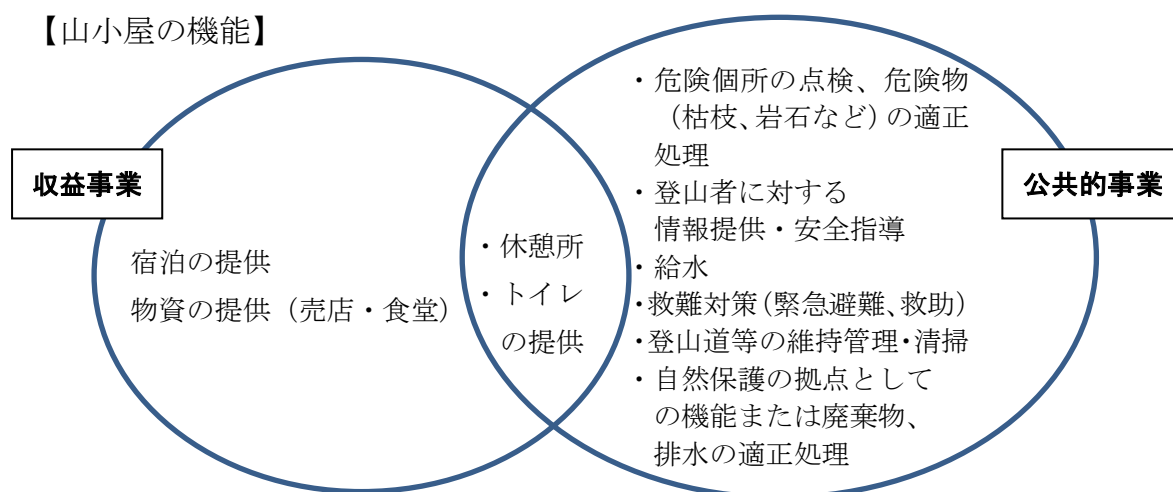 【山小屋の機能】
収益事業
宿泊の提供
物資の提供（売店・食堂）
・休憩所
・トイレ
の提供
公共的事業
・危険個所の点検、危険物
（枯枝、岩石など）の適正
処理
・登山者に対する
情報提供・安全指導
・給水
・救難対策（緊急避難、救助）
・登山道等の維持管理・清掃
・自然保護の拠点として
の機能または廃棄物、
排水の適正処理